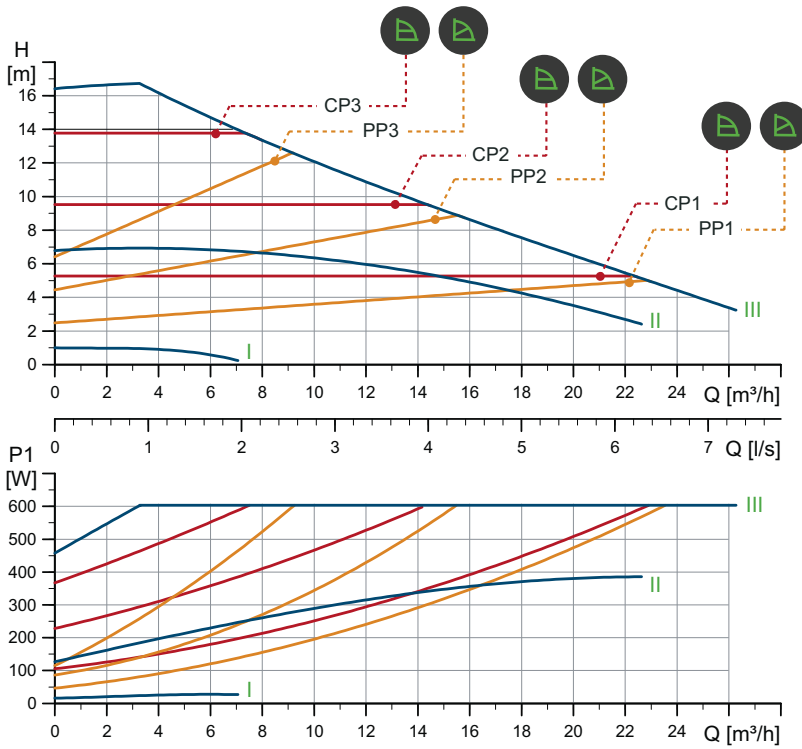 H
[m]
16
14
12
10
8
6
4
2
0
CP3
PP3
CP2
PP2
CP1
PP1
III
II
I
0 2 4 6 8 10 12 14 16 18 20 22 24 Q [m³/h]
0 1 2 3 4 5 6 7 Q [l/s]
P1
[W]
600
500
400
300
200
100
0
III
II
I
0 2 4 6 8 10 12 14 16 18 20 22 24 Q [m³/h]